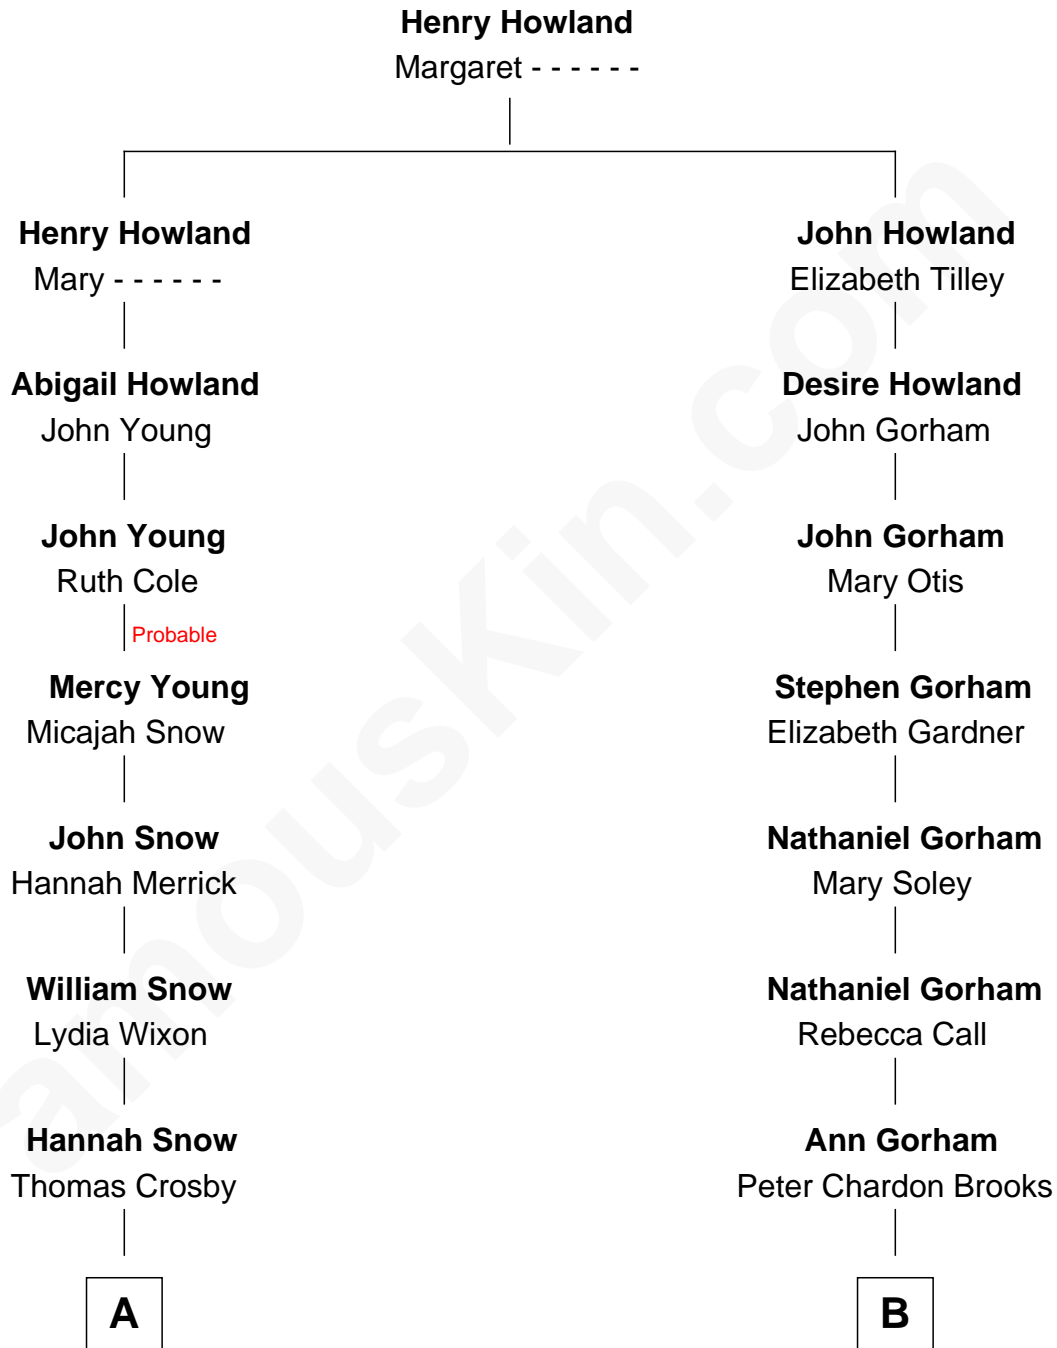 Henry Howland
Margaret - - - - - -
Henry Howland
Mary - - - - - -
John Howland
Elizabeth Tilley
Abigail Howland
John Young
Desire Howland
John Gorham
John Young
Ruth Cole
Probable
John Gorham
Mary Otis
Mercy Young
Micajah Snow
Stephen Gorham
Elizabeth Gardner
John Snow
Hannah Merrick
Nathaniel Gorham
Mary Soley
William Snow
Lydia Wixon
Nathaniel Gorham
Rebecca Call
Hannah Snow
Thomas Crosby
Ann Gorham
Peter Chardon Brooks
A
B
amouskin.com